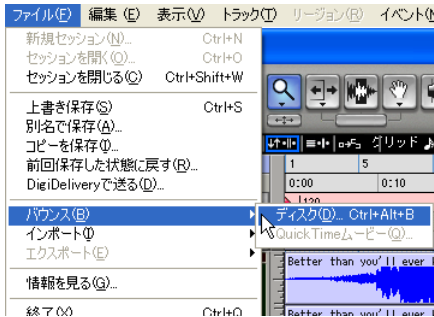 ファイル(F) 編集 (E) 表示(V) トラック(T) リージョン(R) イベント(N
新規セッション(N)... Ctrl+N
セッションを開く(O)... Ctrl+O
セッションを閉じる(C) Ctrl+Shift+W
上書き保存(S) Ctrl+S
別名で保存(A)...
コピーを保存(I)...
前回保存した状態に戻す(R)...
DigiDeliveryで送る(D)...
バウンス(B)
ディスク(D)... Ctrl+Alt+B
インポート(I)
QuickTimeムービー(Q)...
エクスポート(E)
情報を見る(G)...
終了(X) Ctrl+Q
グリッド
1 5
0:00 0:10
120
Better than you'll ever
Better than you'll ever